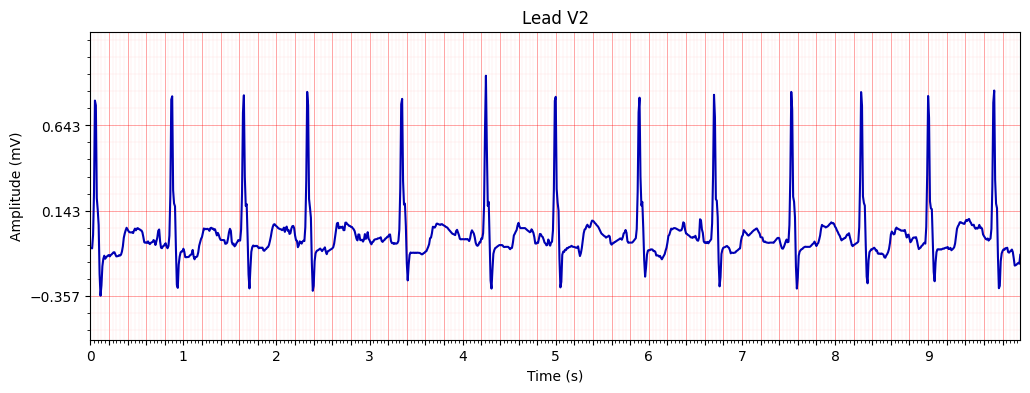 Lead V2
Amplitude (mV)
0.643
0.143
−0.357
0 1 2 3 4 5 6 7 8 9
Time (s)